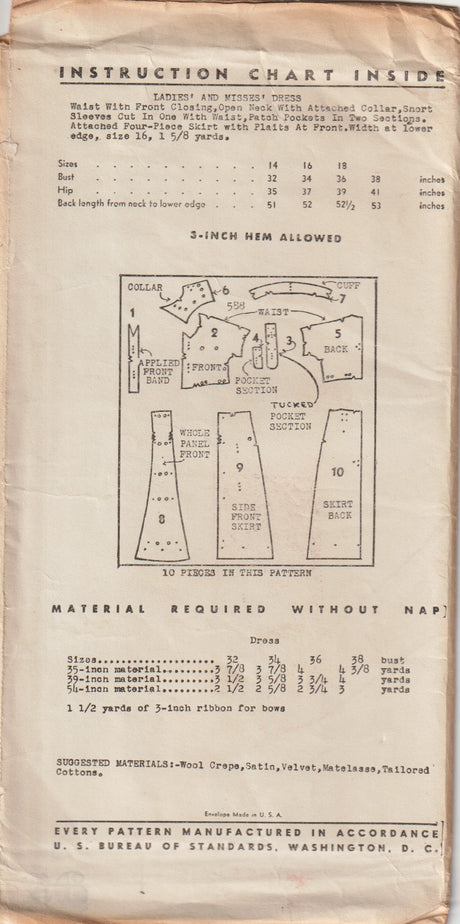 INSTRUCTION CHART INSIDE
LADIES' AND MISSES' DRESS
Waist With Front Closing,Open Neck With Attached Collar,Short
Sleeves Cut In One With Waist,Patch Pockets In Two Sections.
Attached Four-Piece Skirt with Plaits At Front.Width at lower
edge, size 16, 1 5/8 yards.
Sizes . . . . . . . . . . 14 16 18
Bust . . . . . . . . . . 32 34 36 38 inches
Hip . . . . . . . . . . 35 37 39 41 inches
Back length from neck to lower edge . . . 51 52 52½ 53 inches
3-INCH HEM ALLOWED
COLLAR 6 CUFF 7
588
WAIST
1 2 4 3 5
BACK
APPLIED
FRONT
BAND
FRONT
POCKET
SECTION
TUCKED
POCKET
SECTION
WHOLE
PANEL
FRONT
8
9
SIDE
FRONT
SKIRT
10
SKIRT
BACK
10 PIECES IN THIS PATTERN
MATERIAL REQUIRED WITHOUT NAP
Dress
Sizes..................... 32 34 36 38 bust
35-inch material.........3 7/8 3 7/8 4 4 3/8 yards
39-inch material.........3 1/2 3 5/8 3 3/4 4 yards
54-inch material.........2 1/2 2 5/8 2 3/4 3 yards
1 1/2 yards of 3-inch ribbon for bows
SUGGESTED MATERIALS:-Wool Crepe,Satin,Velvet,Matelasse,Tailored
Cottons.
Envelope Made in U. S. A.
EVERY PATTERN MANUFACTURED IN ACCORDANCE
U. S. BUREAU OF STANDARDS, WASHINGTON, D. C.